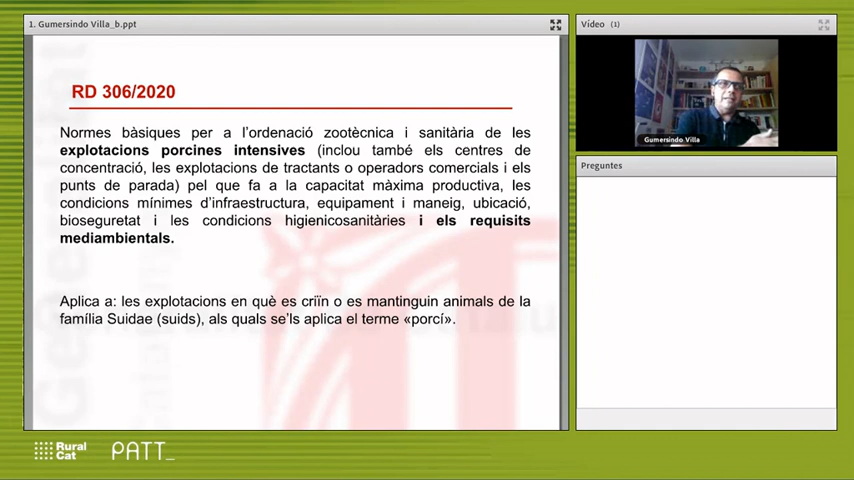 1. Gumersindo Villa_b.ppt
RD 306/2020
Normes bàsiques per a l'ordenació zootècnica i sanitària de les
explotacions porcines intensives (inclou també els centres de
concentració, les explotacions de tractants o operadors comercials i els
punts de parada) pel que fa a la capacitat màxima productiva, les
condicions mínimes d'infraestructura, equipament i maneig, ubicació,
bioseguretat i les condicions higienicosanitàries i els requisits
mediambientals.
Aplica a: les explotacions en què es criïn o es mantinguin animals de la
família Suidae (suids), als quals se'ls aplica el terme «porcí».
Vídeo (1)
Gumersindo Villa
Preguntes
Rural
Cat
PATT_